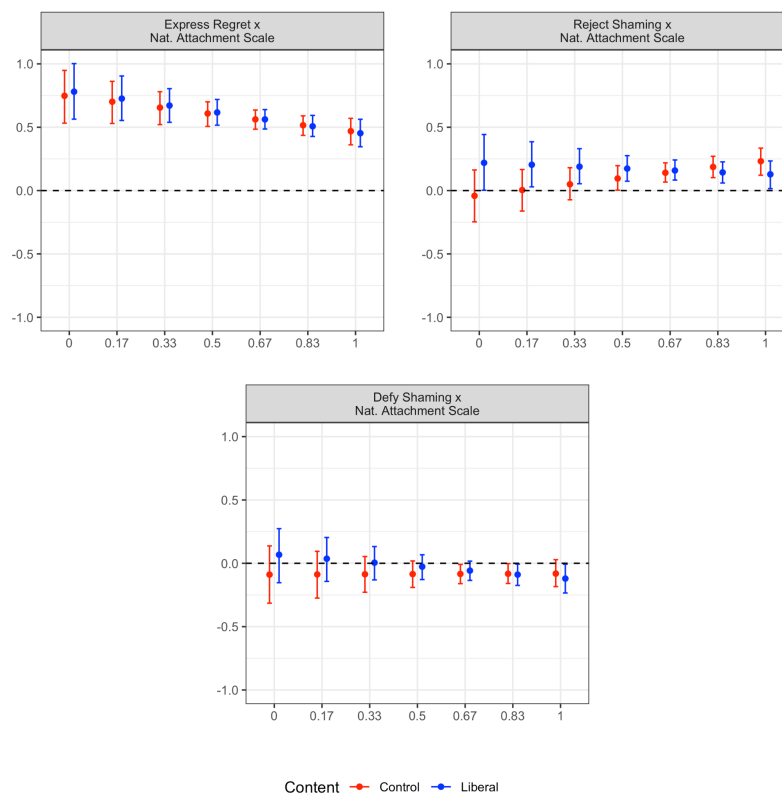 Express Regret x
Nat. Attachment Scale
Reject Shaming x
Nat. Attachment Scale
1.0
0.5
0.0
-0.5
-1.0
1.0
0.5
0.0
-0.5
-1.0
0 0.17 0.33 0.5 0.67 0.83 1
0 0.17 0.33 0.5 0.67 0.83 1
Defy Shaming x
Nat. Attachment Scale
1.0
0.5
0.0
-0.5
-1.0
0 0.17 0.33 0.5 0.67 0.83 1
Content Control Liberal